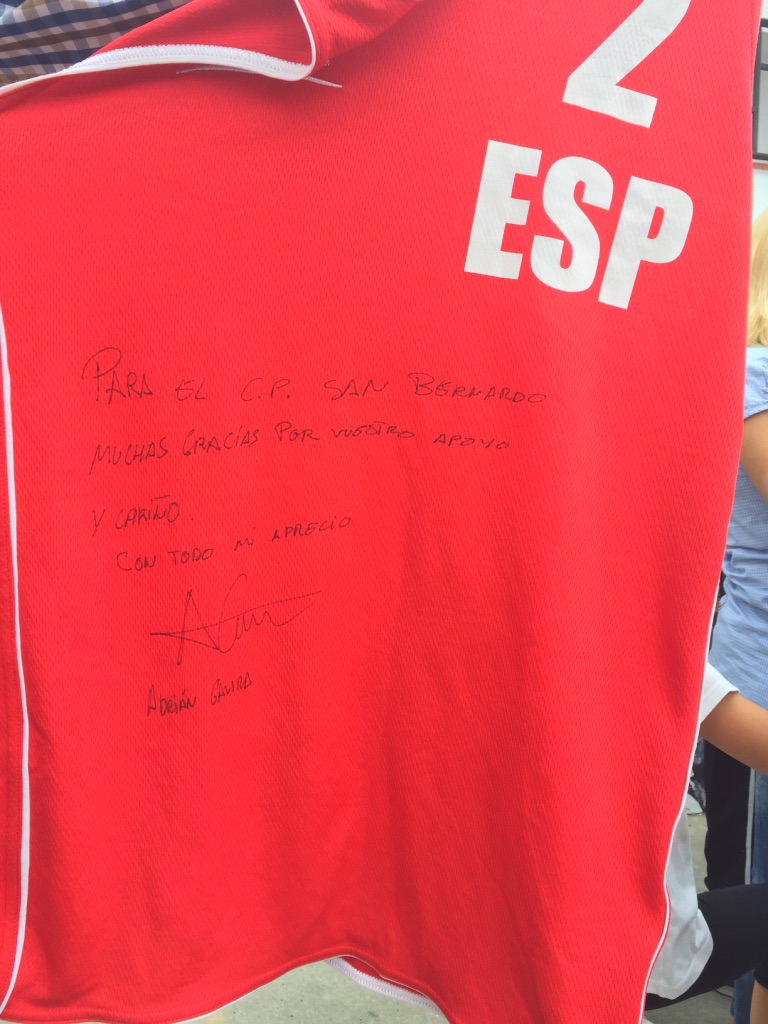 2
ESP
PARA EL C.P. SAN BERNARDO
MUCHAS GRACIAS POR VUESTRO APOYO
Y CARIÑO.
CON TODO MI APRECIO
ADRIÁN GAVIRA